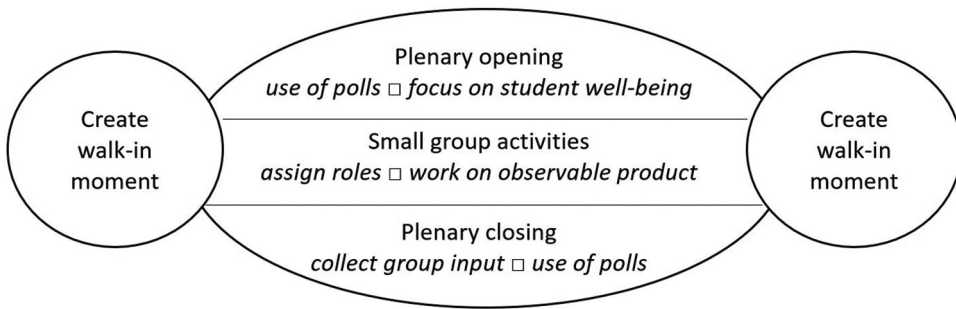 Create
walk-in
moment
Plenary opening
use of polls □ focus on student well-being
Small group activities
assign roles □ work on observable product
Plenary closing
collect group input □ use of polls
Create
walk-in
moment